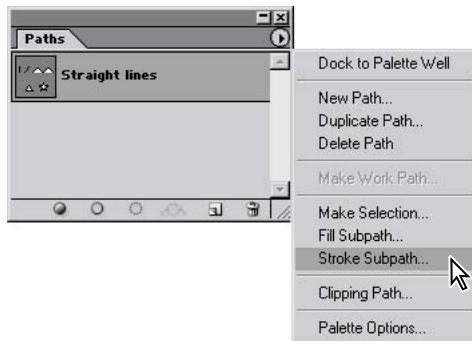 Paths
Straight lines
Dock to Palette Well
New Path...
Duplicate Path...
Delete Path
Make Work Path...
Make Selection...
Fill Subpath...
Stroke Subpath...
Clipping Path...
Palette Options...